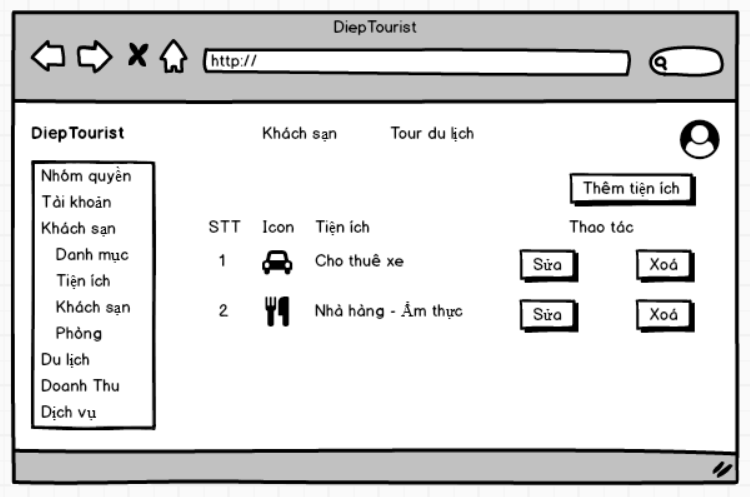 DiepTourist
http://
DiepTourist Khách sạn Tour du lịch
Nhóm quyền
Tài khoản
Khách sạn
Danh mục
Tiện ích
Khách sạn
Phòng
Du lịch
Doanh Thu
Dịch vụ
Thêm tiện ích
STT Icon Tiện ích Thao tác
1 Cho thuê xe Sửa Xoá
2 Nhà hàng - Ẩm thực Sửa Xoá